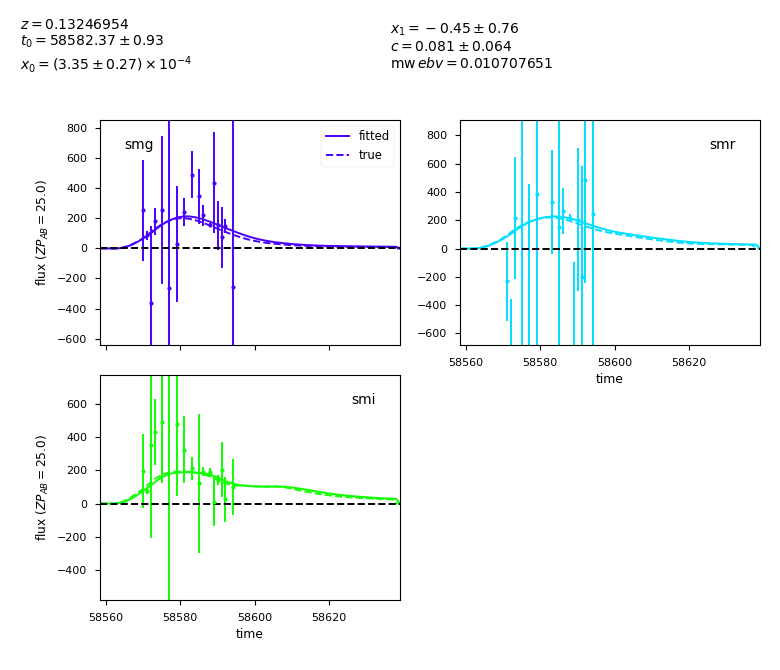 z = 0.13246954
t₀ = 58582.37 ± 0.93
x₀ = (3.35 ± 0.27) × 10⁻⁴
x₁ = −0.45 ± 0.76
c = 0.081 ± 0.064
mw ebv = 0.010707651
smg
fitted
true
800
600
400
200
0
−200
−400
−600
flux (ZP_AB = 25.0)
smr
800
600
400
200
0
−200
−400
−600
58560 58580 58600 58620
time
smi
600
400
200
0
−200
−400
flux (ZP_AB = 25.0)
58560 58580 58600 58620
time